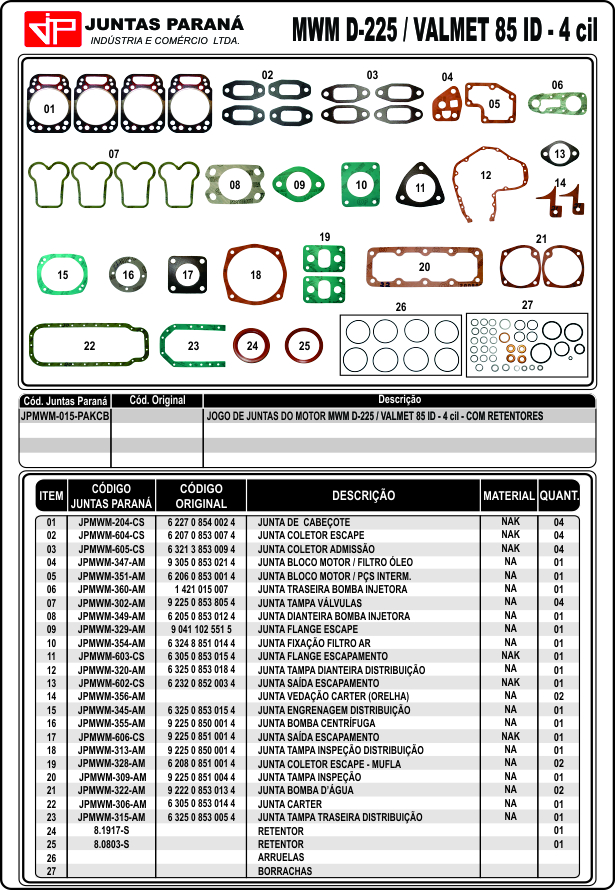 JP JUNTAS PARANÁ
INDÚSTRIA E COMÉRCIO LTDA.
MWM D-225 / VALMET 85 ID - 4 cil
01
02
03
04
05
06
07
08
09
10
11
12
13
14
15
16
17
18
19
20
21
22
23
24
25
26
27
Cód. Juntas Paraná Cód. Original Descrição
JPMWM-015-PAKCB JOGO DE JUNTAS DO MOTOR MWM D-225 / VALMET 85 ID - 4 cil - COM RETENTORES
ITEM CÓDIGO JUNTAS PARANÁ CÓDIGO ORIGINAL DESCRIÇÃO MATERIAL QUANT.
01 JPMWM-204-CS 6 227 0 854 002 4 JUNTA DE CABEÇOTE NAK 04
02 JPMWM-604-CS 6 207 0 853 007 4 JUNTA COLETOR ESCAPE NAK 04
03 JPMWM-605-CS 6 321 3 853 009 4 JUNTA COLETOR ADMISSÃO NAK 04
04 JPMWM-347-AM 9 305 0 853 021 4 JUNTA BLOCO MOTOR / FILTRO ÓLEO NA 01
05 JPMWM-351-AM 6 206 0 853 001 4 JUNTA BLOCO MOTOR / PÇS INTERM. NA 01
06 JPMWM-360-AM 1 421 015 007 JUNTA TRASEIRA BOMBA INJETORA NA 01
07 JPMWM-302-AM 9 225 0 853 805 4 JUNTA TAMPA VÁLVULAS NA 04
08 JPMWM-349-AM 6 205 0 853 012 4 JUNTA DIANTEIRA BOMBA INJETORA NA 01
09 JPMWM-329-AM 9 041 102 551 5 JUNTA FLANGE ESCAPE NA 01
10 JPMWM-354-AM 6 324 8 851 014 4 JUNTA FIXAÇÃO FILTRO AR NA 01
11 JPMWM-603-CS 6 305 0 853 015 4 JUNTA FLANGE ESCAPAMENTO NAK 01
12 JPMWM-320-AM 6 325 0 853 018 4 JUNTA TAMPA DIANTEIRA DISTRIBUIÇÃO NA 01
13 JPMWM-602-CS 6 232 0 852 003 4 JUNTA SAÍDA ESCAPAMENTO NAK 01
14 JPMWM-356-AM JUNTA VEDAÇÃO CARTER (ORELHA) NA 02
15 JPMWM-345-AM 6 325 0 853 015 4 JUNTA ENGRENAGEM DISTRIBUIÇÃO NA 01
16 JPMWM-355-AM 9 225 0 850 001 4 JUNTA BOMBA CENTRÍFUGA NA 01
17 JPMWM-606-CS 9 225 0 851 001 4 JUNTA SAÍDA ESCAPAMENTO NAK 01
18 JPMWM-313-AM 9 225 0 850 001 4 JUNTA TAMPA INSPEÇÃO DISTRIBUIÇÃO NA 01
19 JPMWM-328-AM 6 208 0 851 001 4 JUNTA COLETOR ESCAPE - MUFLA NA 02
20 JPMWM-309-AM 9 225 0 851 004 4 JUNTA TAMPA INSPEÇÃO NA 01
21 JPMWM-322-AM 9 222 0 853 013 4 JUNTA BOMBA D'ÁGUA NA 02
22 JPMWM-306-AM 6 305 0 853 014 4 JUNTA CARTER NA 01
23 JPMWM-315-AM 6 325 0 853 005 4 JUNTA TAMPA TRASEIRA DISTRIBUIÇÃO NA 01
24 8.1917-S RETENTOR 01
25 8.0803-S RETENTOR 01
26 ARRUELAS
27 BORRACHAS